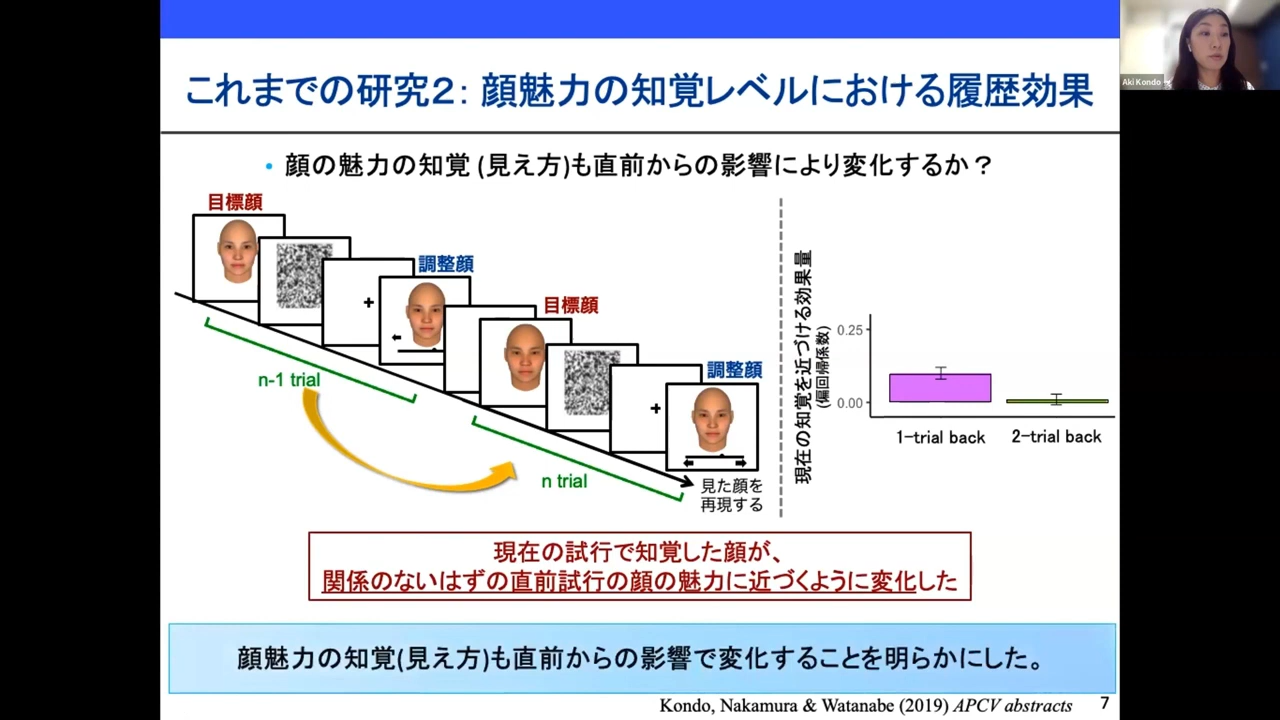 これまでの研究２：顔魅力の知覚レベルにおける履歴効果
Aki Kondo
• 顔の魅力の知覚 (見え方)も直前からの影響により変化するか？
目標顔
調整顔
目標顔
調整顔
n-1 trial
n trial
見た顔を
再現する
現在の知覚を近づける効果量
(偏回帰係数)
0.25
0.00
1-trial back
2-trial back
現在の試行で知覚した顔が、
関係のないはずの直前試行の顔の魅力に近づくように変化した
顔魅力の知覚(見え方)も直前からの影響で変化することを明らかにした。
Kondo, Nakamura & Watanabe (2019) APCV abstracts
7